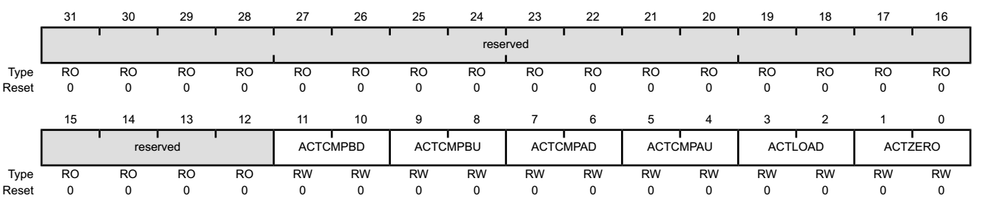 31 30 29 28 27 26 25 24 23 22 21 20 19 18 17 16
reserved
Type RO RO RO RO RO RO RO RO RO RO RO RO RO RO RO RO
Reset 0 0 0 0 0 0 0 0 0 0 0 0 0 0 0 0
15 14 13 12 11 10 9 8 7 6 5 4 3 2 1 0
reserved ACTCMPBD ACTCMPBU ACTCMPAD ACTCMPAU ACTLOAD ACTZERO
Type RO RO RO RO RW RW RW RW RW RW RW RW RW RW RW RW
Reset 0 0 0 0 0 0 0 0 0 0 0 0 0 0 0 0